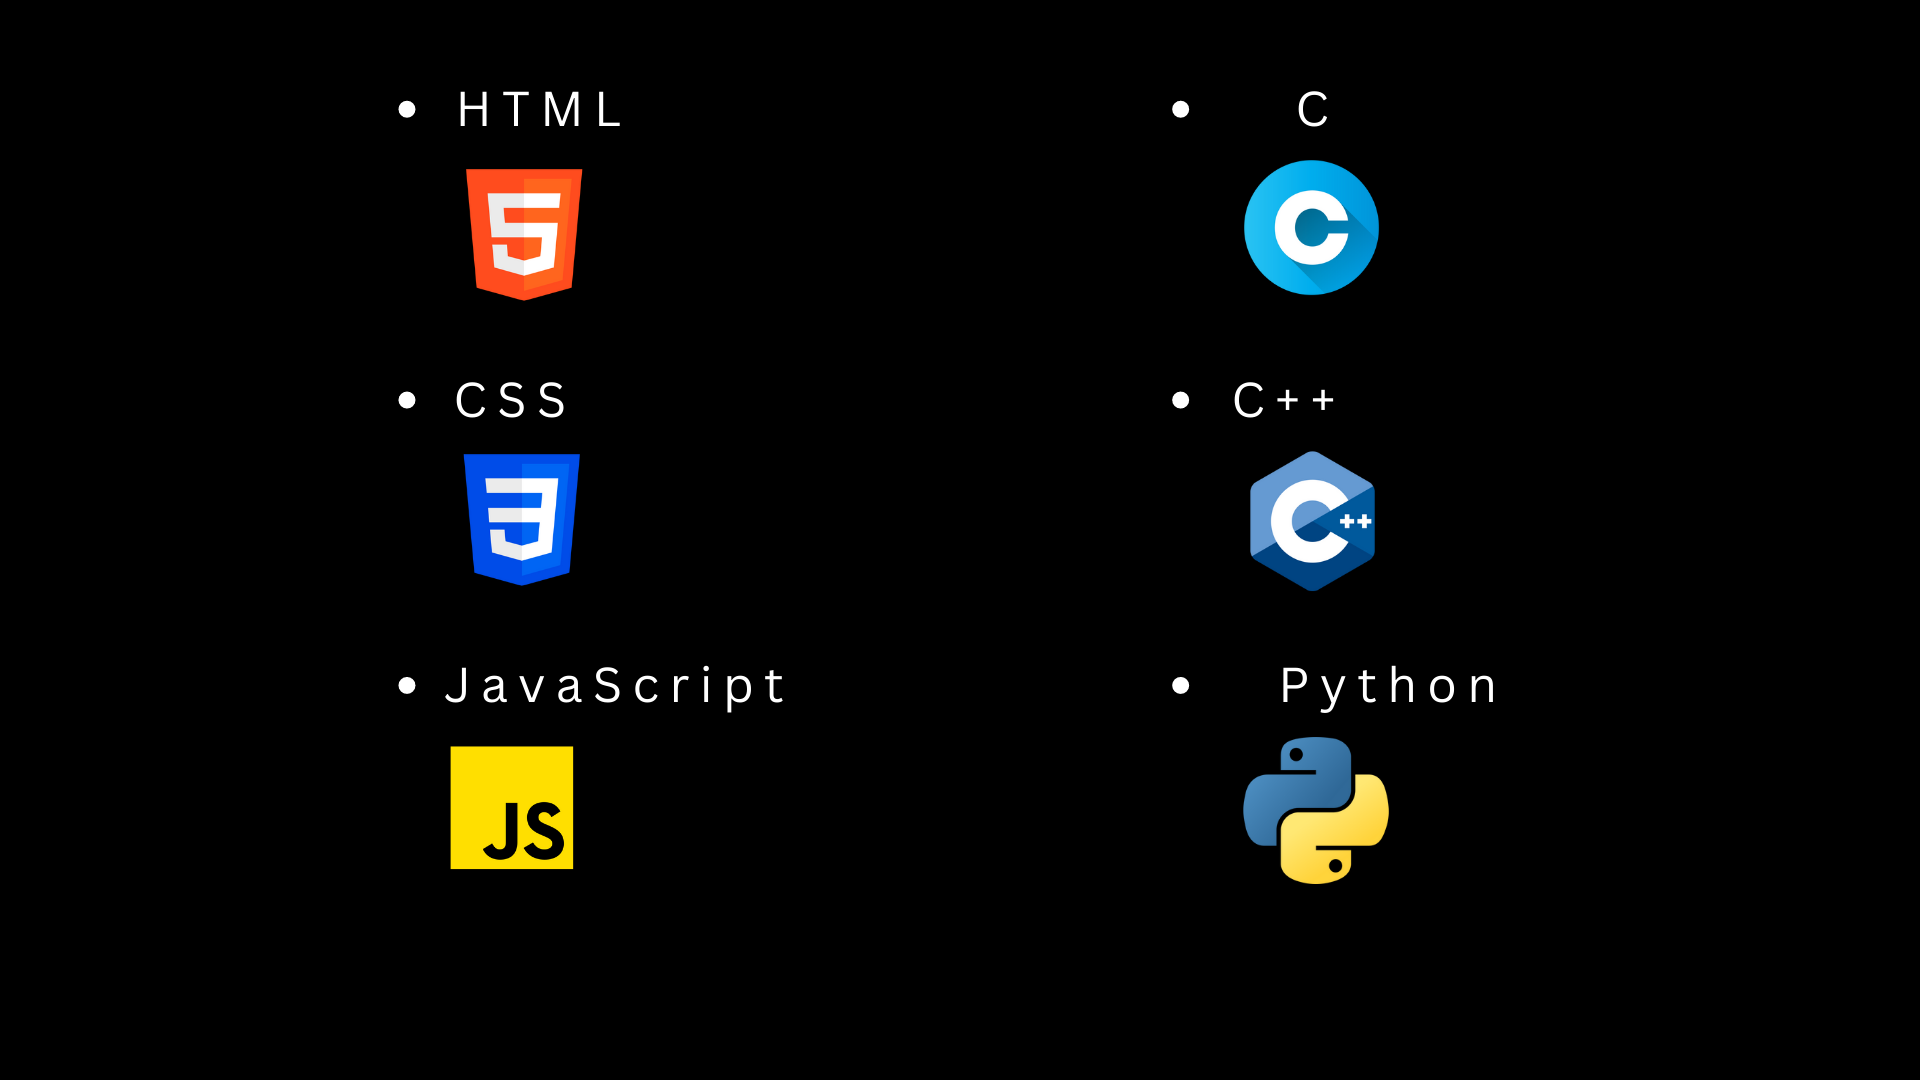 • HTML
5
• CSS
3
• JavaScript
JS
• C
C
• C++
C++
• Python